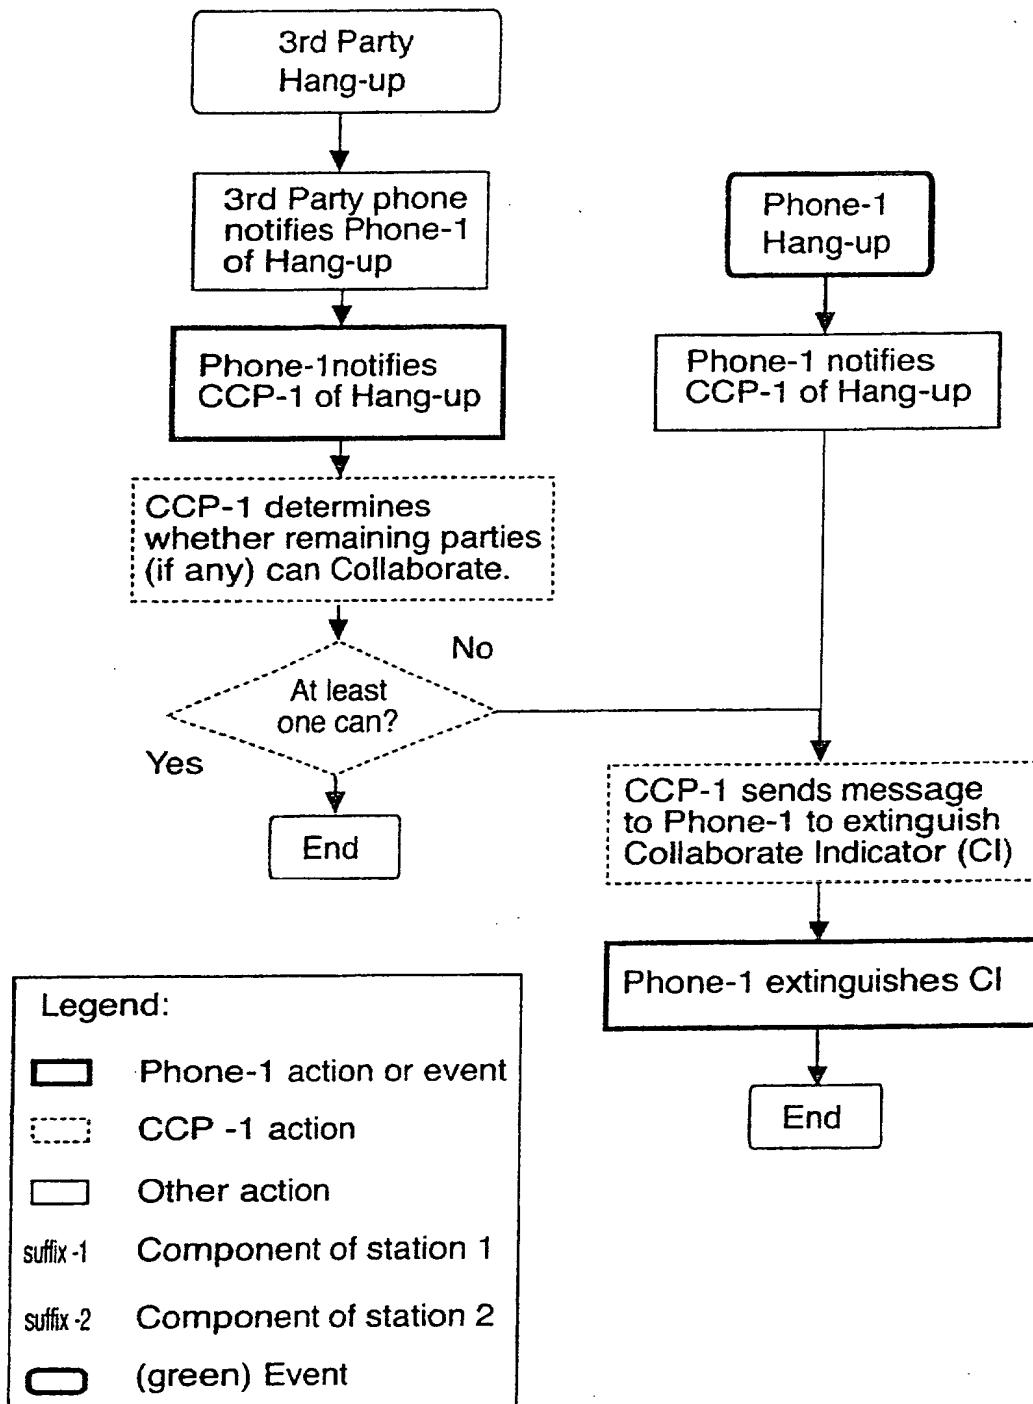 3rd Party
Hang-up
3rd Party phone
notifies Phone-1
of Hang-up
Phone-1notifies
CCP-1 of Hang-up
CCP-1 determines
whether remaining parties
(if any) can Collaborate.
No
At least
one can?
Yes
End
Phone-1
Hang-up
Phone-1 notifies
CCP-1 of Hang-up
CCP-1 sends message
to Phone-1 to extinguish
Collaborate Indicator (CI)
Phone-1 extinguishes CI
End
Legend:
Phone-1 action or event
CCP -1 action
Other action
suffix -1 Component of station 1
suffix -2 Component of station 2
(green) Event